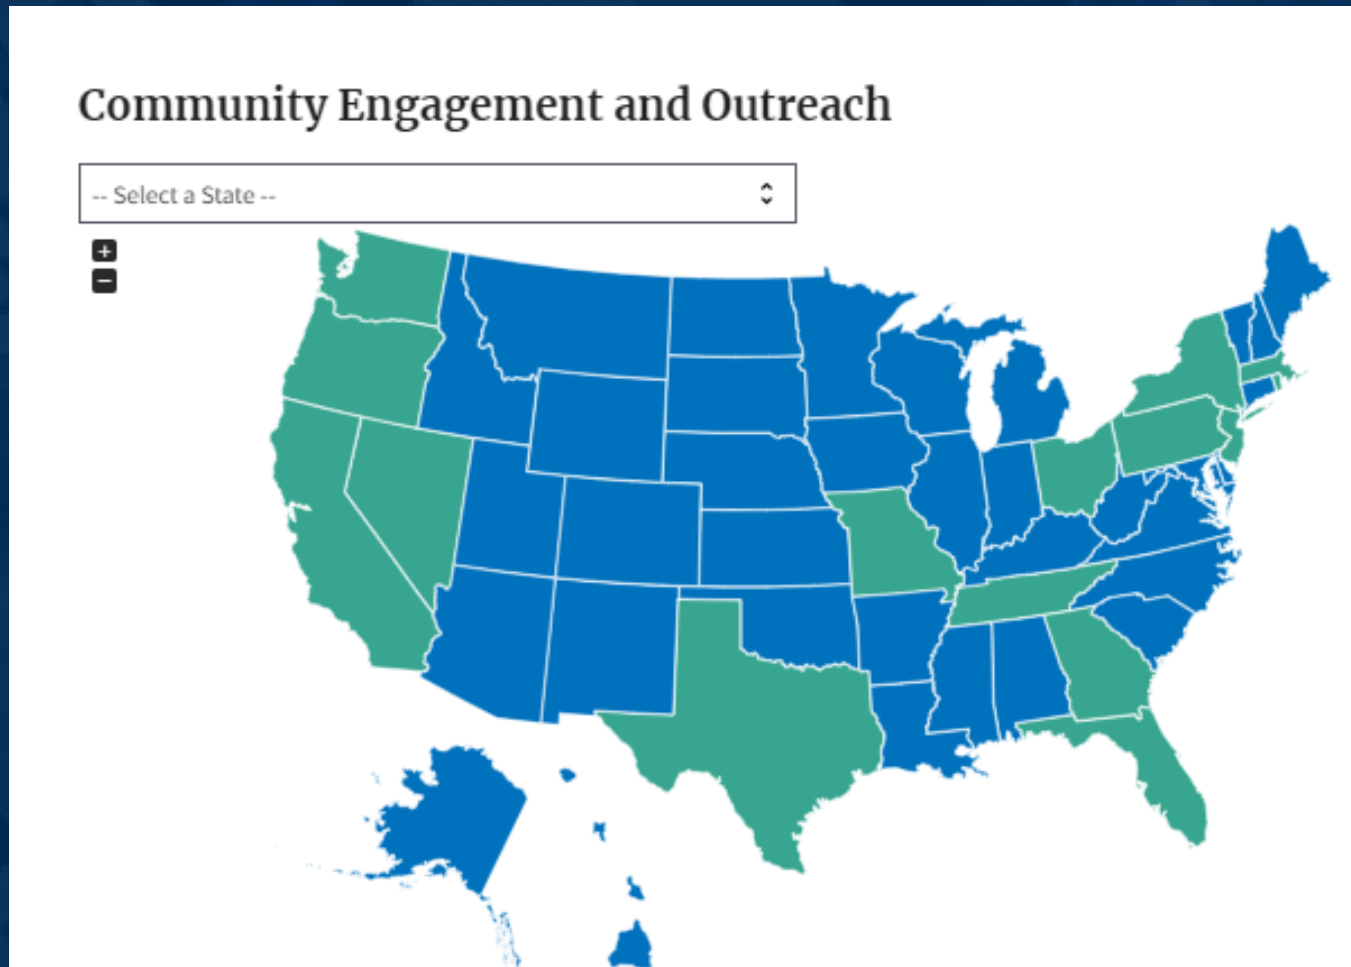 Community Engagement and Outreach
-- Select a State --
+
−